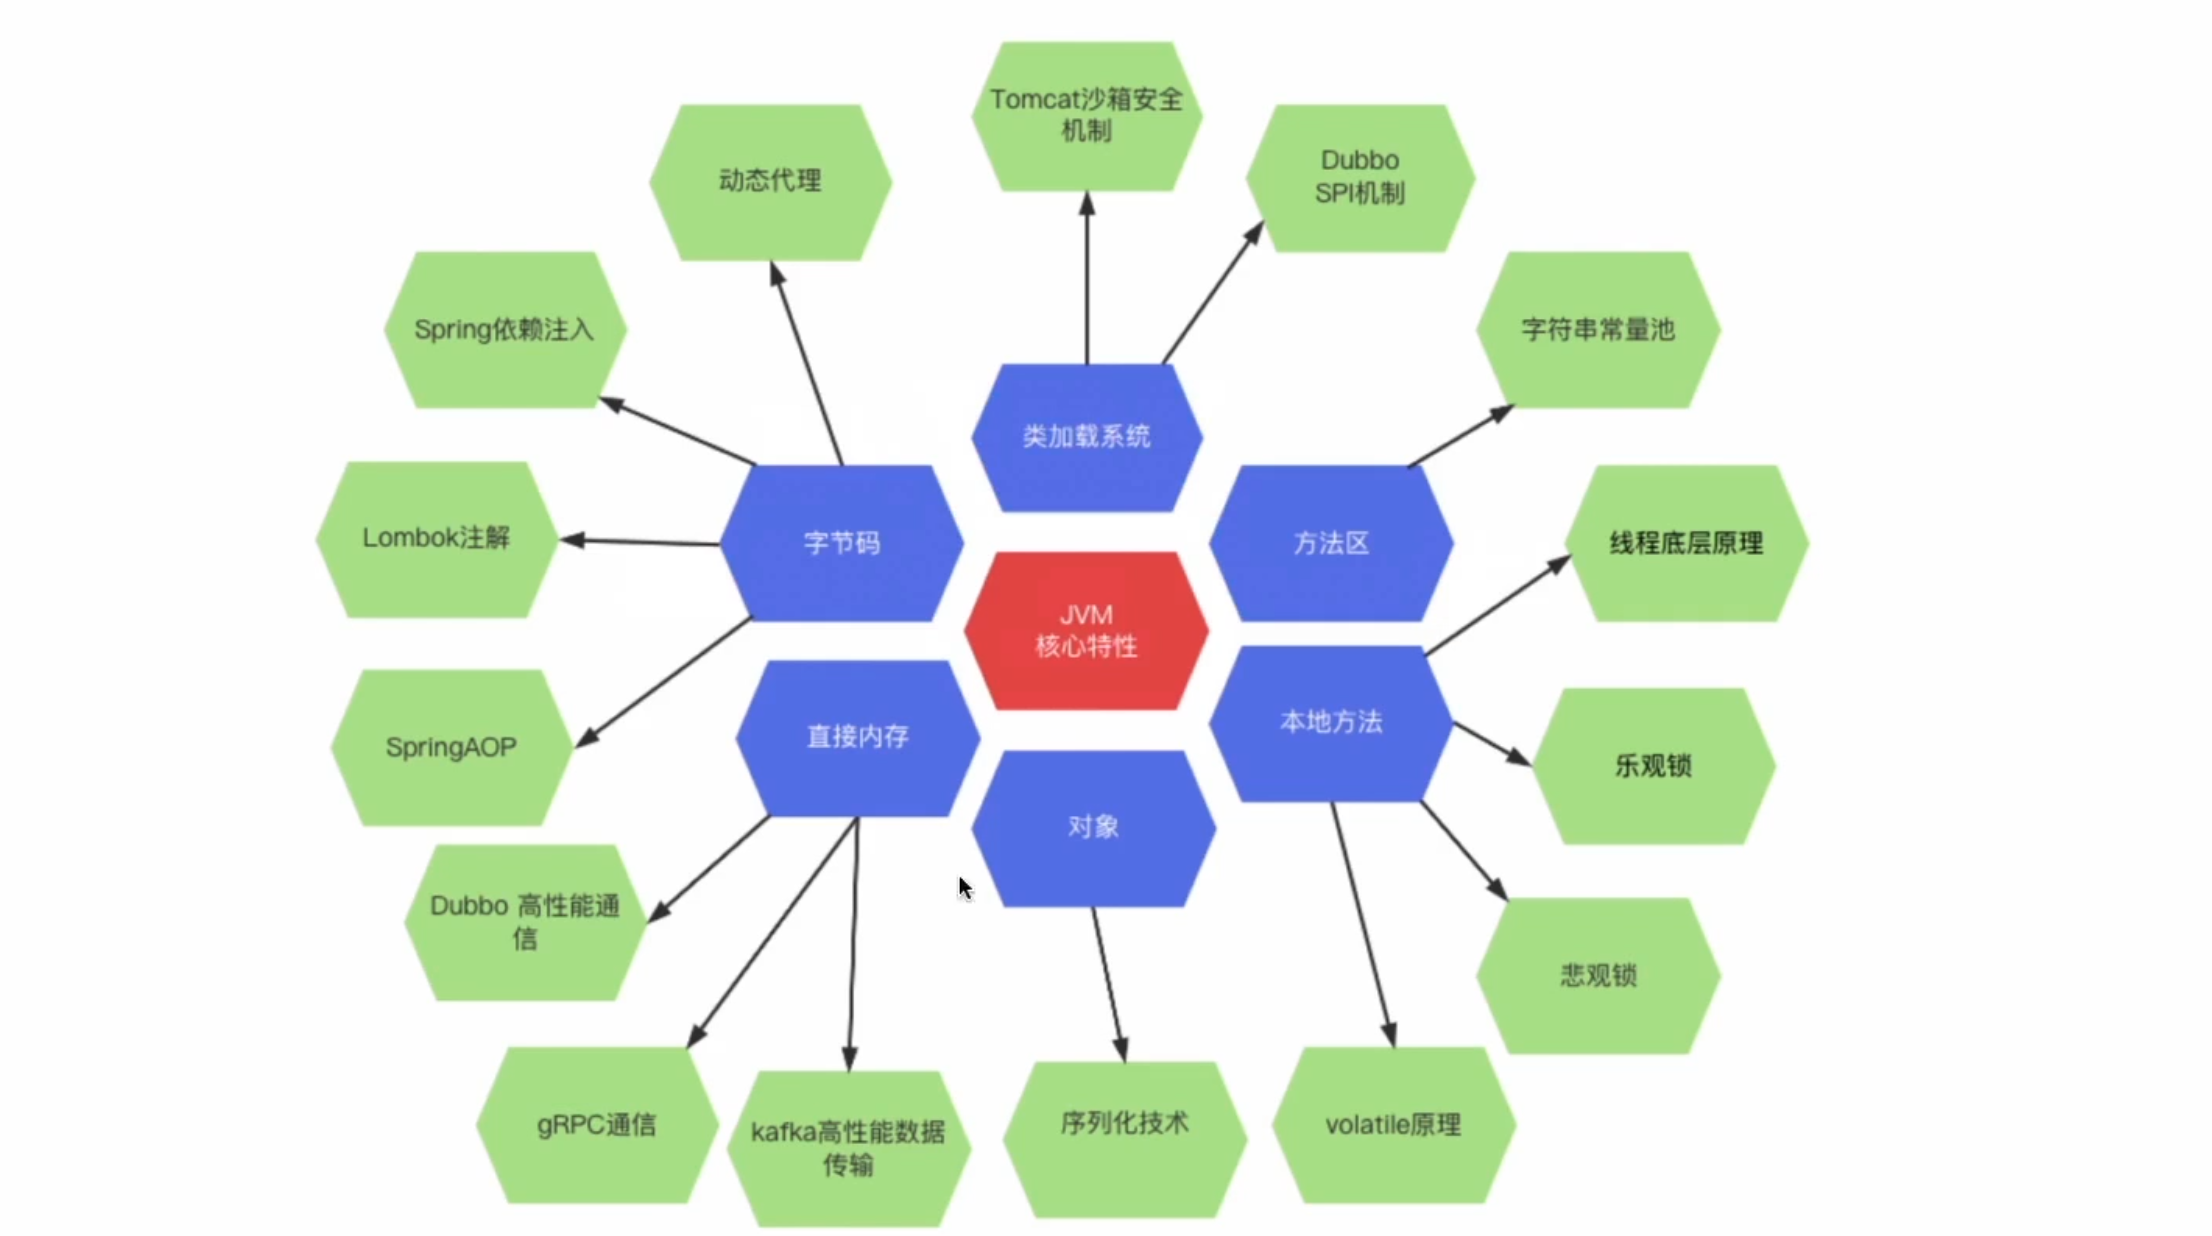 Tomcat沙箱安全
机制
动态代理
Dubbo
SPI机制
Spring依赖注入
字符串常量池
类加载系统
Lombok注解
字节码
方法区
线程底层原理
JVM
核心特性
SpringAOP
直接内存
本地方法
乐观锁
对象
Dubbo 高性能通
信
悲观锁
gRPC通信
kafka高性能数据
传输
序列化技术
volatile原理